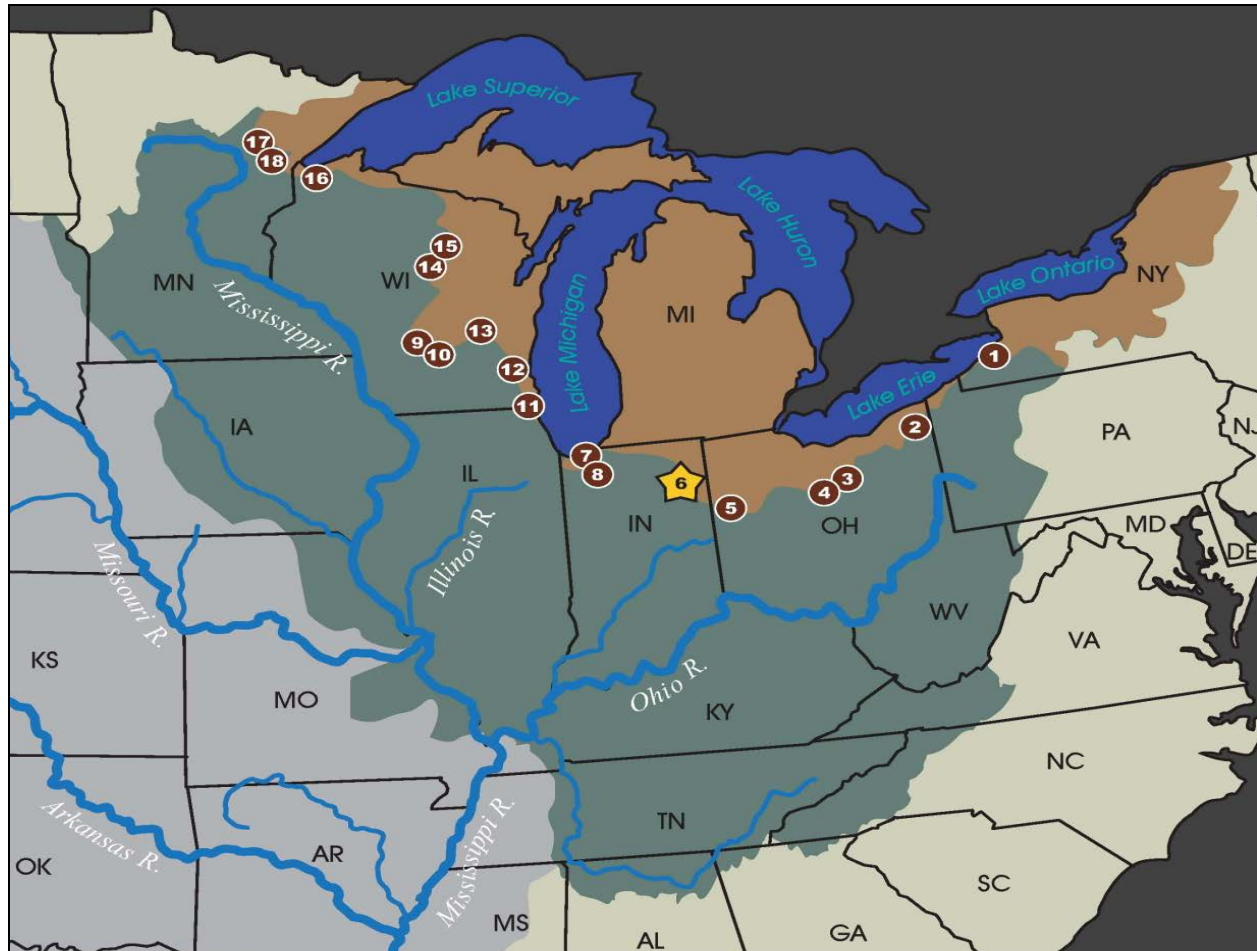 Lake Superior
17
18
16
Lake Huron
15
14
WI
MN
Mississippi R.
Lake Michigan
MI
Lake Ontario
NY
9
10
13
12
11
1
Lake Erie
2
IA
IL
7
8
6
5
4
3
IN
OH
PA
NJ
MD
DE
Illinois R.
Missouri R.
WV
VA
KS
MO
Ohio R.
KY
NC
Arkansas R.
AR
Mississippi R.
TN
OK
MS
AL
GA
SC